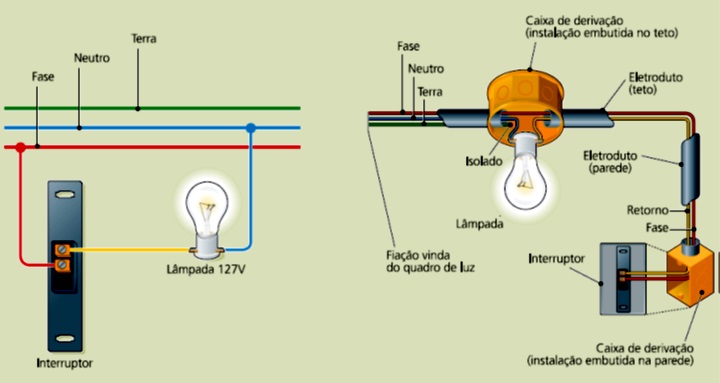 Terra
Neutro
Fase
Lâmpada 127V
Interruptor
Caixa de derivação
(instalação embutida no teto)
Fase
Neutro
Terra
Eletroduto
(teto)
Isolado
Eletroduto
(parede)
Lâmpada
Retorno
Fase
Fiação vinda
do quadro de luz
Interruptor
Caixa de derivação
(instalação embutida na parede)